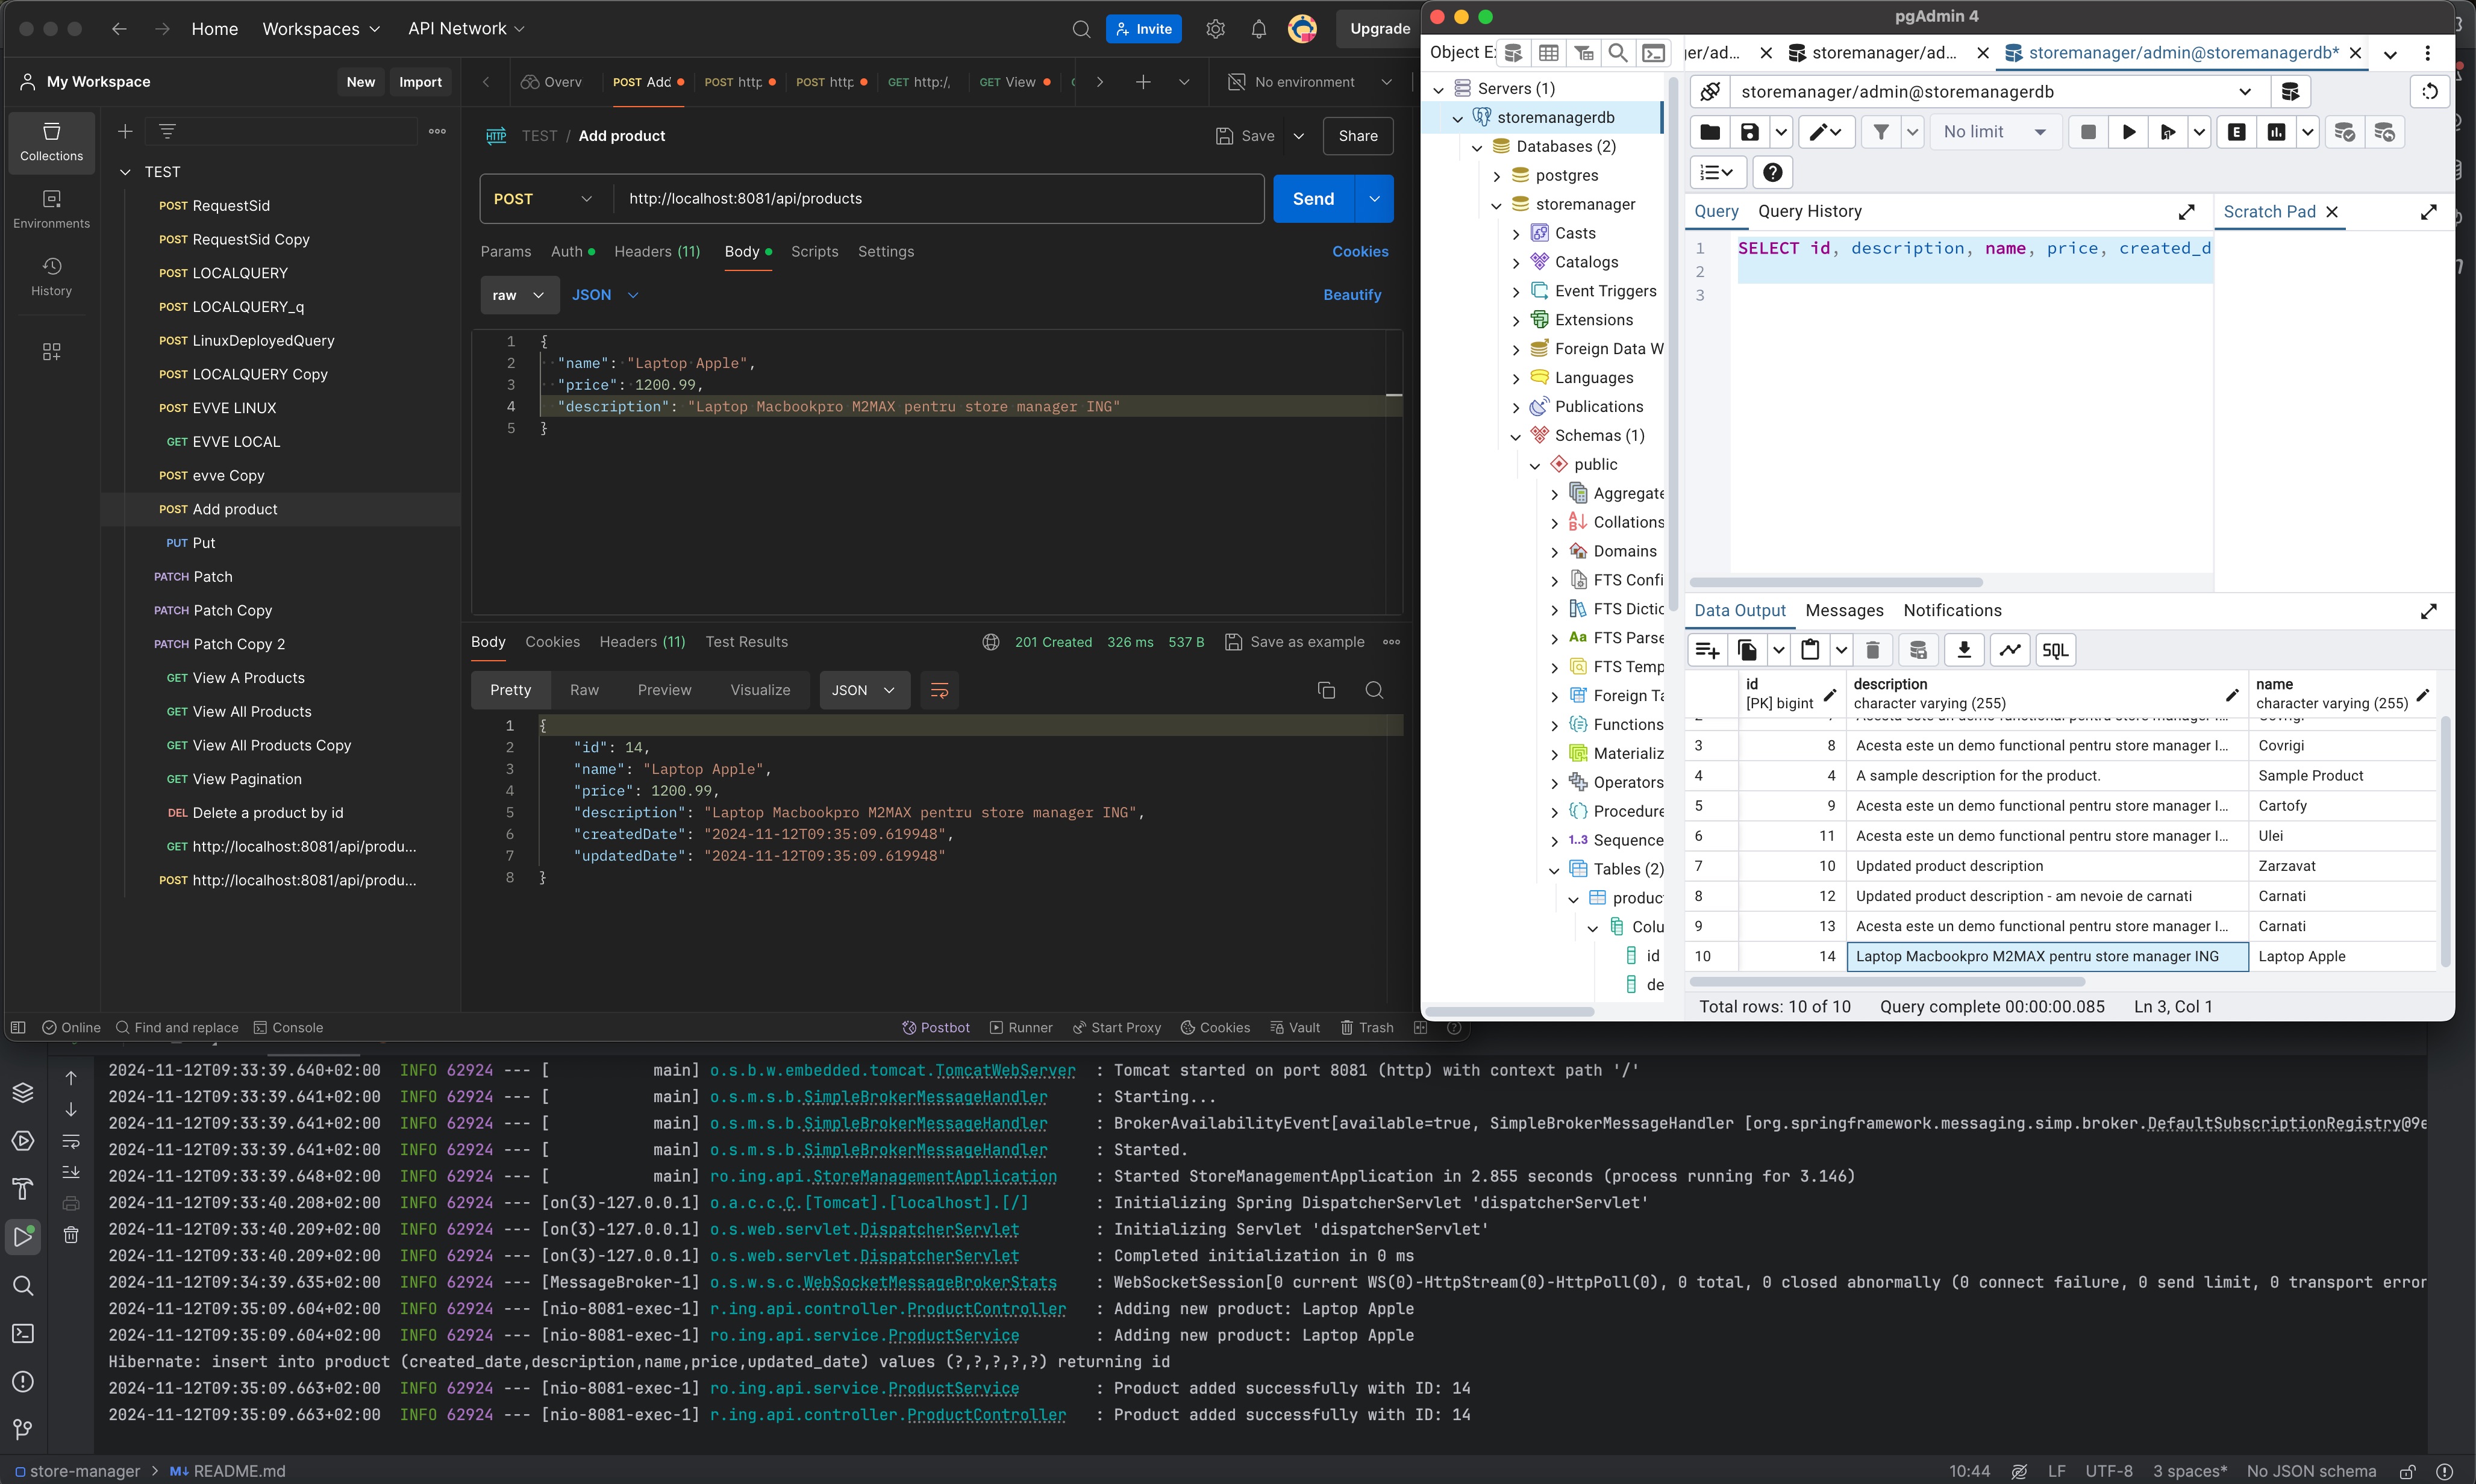 Home
Workspaces
API Network
Invite
Upgrade
My Workspace
New
Import
Overv
POST Add
POST http
POST http
GET http:/,
GET View
No environment
Collections
Environments
History
TEST
POST RequestSid
POST RequestSid Copy
POST LOCALQUERY
POST LOCALQUERY_q
POST LinuxDeployedQuery
POST LOCALQUERY Copy
POST EVVE LINUX
GET EVVE LOCAL
POST evve Copy
POST Add product
PUT Put
PATCH Patch
PATCH Patch Copy
PATCH Patch Copy 2
GET View A Products
GET View All Products
GET View All Products Copy
GET View Pagination
DEL Delete a product by id
GET http://localhost:8081/api/produ...
POST http://localhost:8081/api/produ...
HTTP TEST / Add product
Save
Share
POST
http://localhost:8081/api/products
Send
Params Auth Headers (11) Body Scripts Settings
Cookies
raw JSON
Beautify
1 {
2 "name": "Laptop Apple",
3 "price": 1200.99,
4 "description": "Laptop Macbookpro M2MAX pentru store manager ING"
5 }
Body Cookies Headers (11) Test Results
201 Created 326 ms 537 B Save as example
Pretty Raw Preview Visualize JSON
1 {
2 "id": 14,
3 "name": "Laptop Apple",
4 "price": 1200.99,
5 "description": "Laptop Macbookpro M2MAX pentru store manager ING",
6 "createdDate": "2024-11-12T09:35:09.619948",
7 "updatedDate": "2024-11-12T09:35:09.619948"
8 }
Online Find and replace Console
Postbot Runner Start Proxy Cookies Vault Trash
pgAdmin 4
Object E
jer/ad...
storemanager/ad...
storemanager/admin@storemanagerdb*
Servers (1)
storemanagerdb
Databases (2)
postgres
storemanager
Casts
Catalogs
Event Triggers
Extensions
Foreign Data W
Languages
Publications
Schemas (1)
public
Aggregate
Collations
Domains
FTS Confi
FTS Dictio
Aa FTS Parse
FTS Temp
Foreign Ta
Functions
Materializ
Operators
Procedure
1..3 Sequence
Tables (2)
product
Colu
id
de
storemanager/admin@storemanagerdb
No limit
E
Query Query History
Scratch Pad
1 SELECT id, description, name, price, created_d
2
3
Data Output Messages Notifications
SQL
id
[PK] bigint
description
character varying (255)
name
character varying (255)
3 8 Acesta este un demo functional pentru store manager I... Covrigi
4 4 A sample description for the product. Sample Product
5 9 Acesta este un demo functional pentru store manager I... Cartofy
6 11 Acesta este un demo functional pentru store manager I... Ulei
7 10 Updated product description Zarzavat
8 12 Updated product description - am nevoie de carnati Carnati
9 13 Acesta este un demo functional pentru store manager I... Carnati
10 14 Laptop Macbookpro M2MAX pentru store manager ING Laptop Apple
Total rows: 10 of 10 Query complete 00:00:00.085 Ln 3, Col 1
2024-11-12T09:33:39.640+02:00 INFO 62924 --- [ main] o.s.b.w.embedded.tomcat.TomcatWebServer : Tomcat started on port 8081 (http) with context path '/'
2024-11-12T09:33:39.641+02:00 INFO 62924 --- [ main] o.s.m.s.b.SimpleBrokerMessageHandler : Starting...
2024-11-12T09:33:39.641+02:00 INFO 62924 --- [ main] o.s.m.s.b.SimpleBrokerMessageHandler : BrokerAvailabilityEvent[available=true, SimpleBrokerMessageHandler [org.springframework.messaging.simp.broker.DefaultSubscriptionRegistry@9e
2024-11-12T09:33:39.641+02:00 INFO 62924 --- [ main] o.s.m.s.b.SimpleBrokerMessageHandler : Started.
2024-11-12T09:33:39.648+02:00 INFO 62924 --- [ main] ro.ing.api.StoreManagementApplication : Started StoreManagementApplication in 2.855 seconds (process running for 3.146)
2024-11-12T09:33:40.208+02:00 INFO 62924 --- [on(3)-127.0.0.1] o.a.c.c.C.[Tomcat].[localhost].[/] : Initializing Spring DispatcherServlet 'dispatcherServlet'
2024-11-12T09:33:40.209+02:00 INFO 62924 --- [on(3)-127.0.0.1] o.s.web.servlet.DispatcherServlet : Initializing Servlet 'dispatcherServlet'
2024-11-12T09:33:40.209+02:00 INFO 62924 --- [on(3)-127.0.0.1] o.s.web.servlet.DispatcherServlet : Completed initialization in 0 ms
2024-11-12T09:34:39.635+02:00 INFO 62924 --- [MessageBroker-1] o.s.w.s.c.WebSocketMessageBrokerStats : WebSocketSession[0 current WS(0)-HttpStream(0)-HttpPoll(0), 0 total, 0 closed abnormally (0 connect failure, 0 send limit, 0 transport error
2024-11-12T09:35:09.604+02:00 INFO 62924 --- [nio-8081-exec-1] r.ing.api.controller.ProductController : Adding new product: Laptop Apple
2024-11-12T09:35:09.604+02:00 INFO 62924 --- [nio-8081-exec-1] ro.ing.api.service.ProductService : Adding new product: Laptop Apple
Hibernate: insert into product (created_date,description,name,price,updated_date) values (?,?,?,?,?) returning id
2024-11-12T09:35:09.663+02:00 INFO 62924 --- [nio-8081-exec-1] ro.ing.api.service.ProductService : Product added successfully with ID: 14
2024-11-12T09:35:09.663+02:00 INFO 62924 --- [nio-8081-exec-1] r.ing.api.controller.ProductController : Product added successfully with ID: 14
store-manager > M↓ README.md
10:44 LF UTF-8 3 spaces* No JSON schema